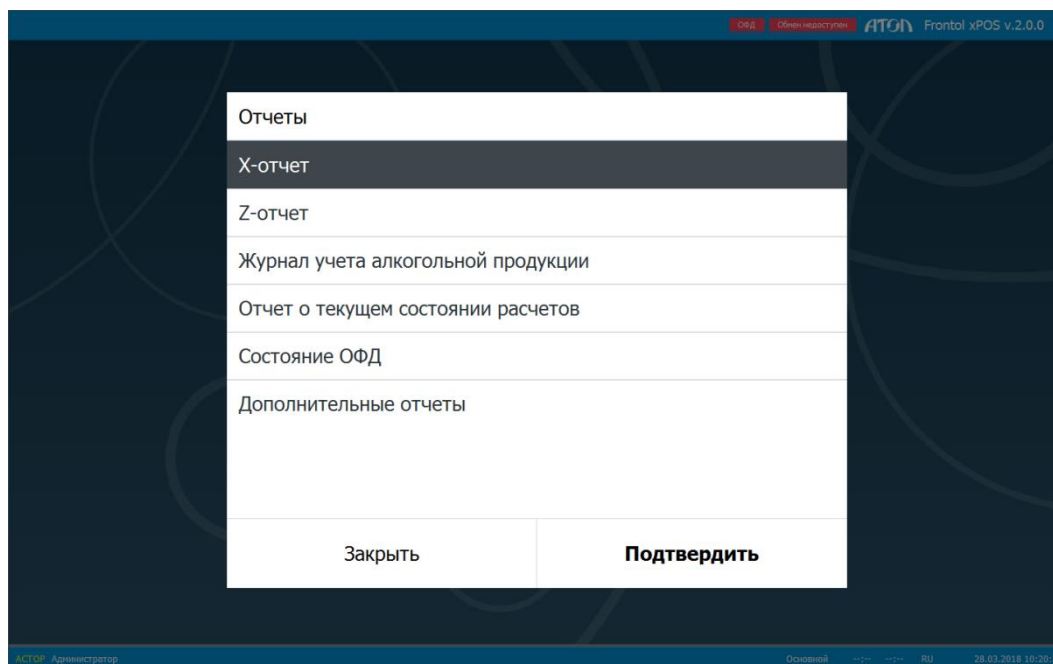 ОФД Обмен недоступен ATOL Frontol xPOS v.2.0.0
Отчеты
X-отчет
Z-отчет
Журнал учета алкогольной продукции
Отчет о текущем состоянии расчетов
Состояние ОФД
Дополнительные отчеты
Закрыть Подтвердить
АСТОР Администратор Основной --:-- --:-- RU 28.03.2018 10:20: